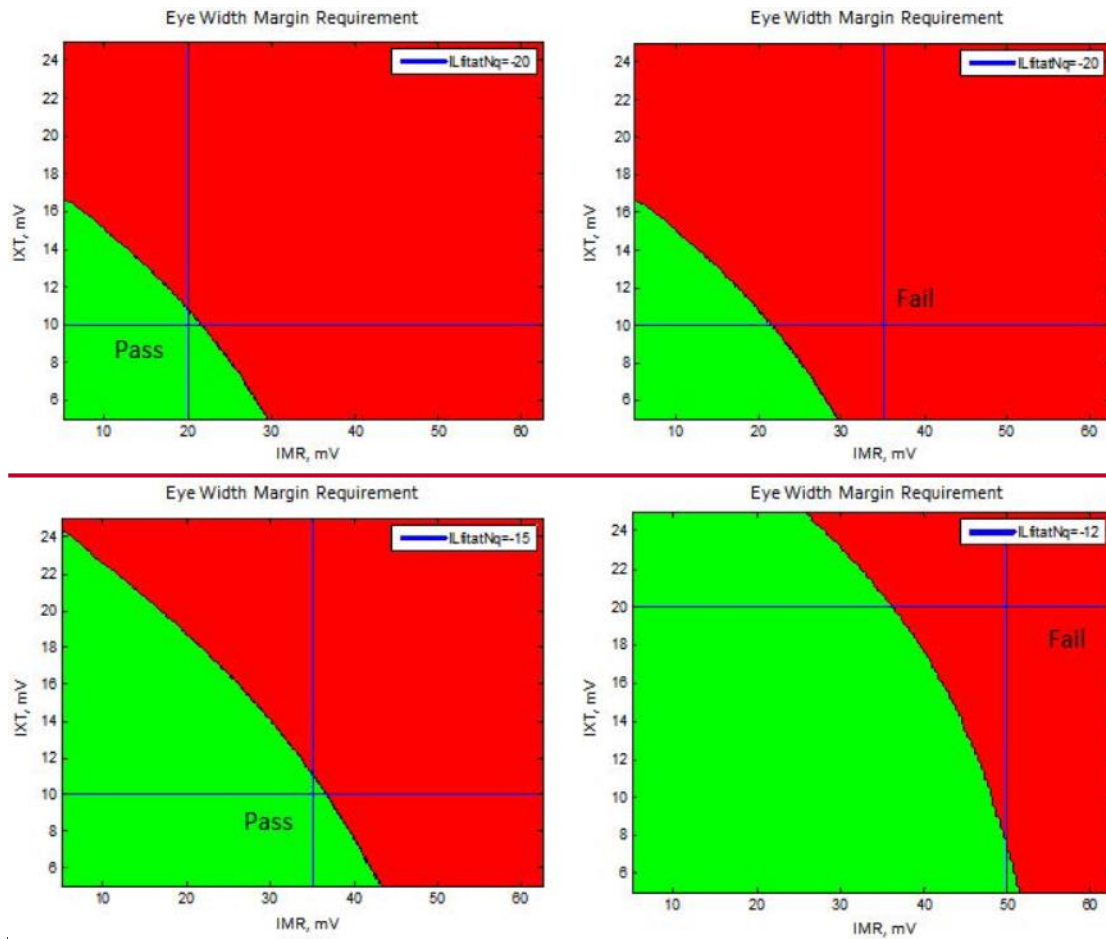 Eye Width Margin Requirement
ILfitatNq=-20
24
22
20
18
16
14
12
10
8
6
IXT, mV
Pass
10 20 30 40 50 60
IMR, mV
Eye Width Margin Requirement
ILfitatNq=-20
24
22
20
18
16
14
12
10
8
6
IXT, mV
Fail
10 20 30 40 50 60
IMR, mV
Eye Width Margin Requirement
ILfitatNq=-15
24
22
20
18
16
14
12
10
8
6
IXT, mV
Pass
10 20 30 40 50 60
IMR, mV
Eye Width Margin Requirement
ILfitatNq=-12
24
22
20
18
16
14
12
10
8
6
IXT, mV
Fail
10 20 30 40 50 60
IMR, mV